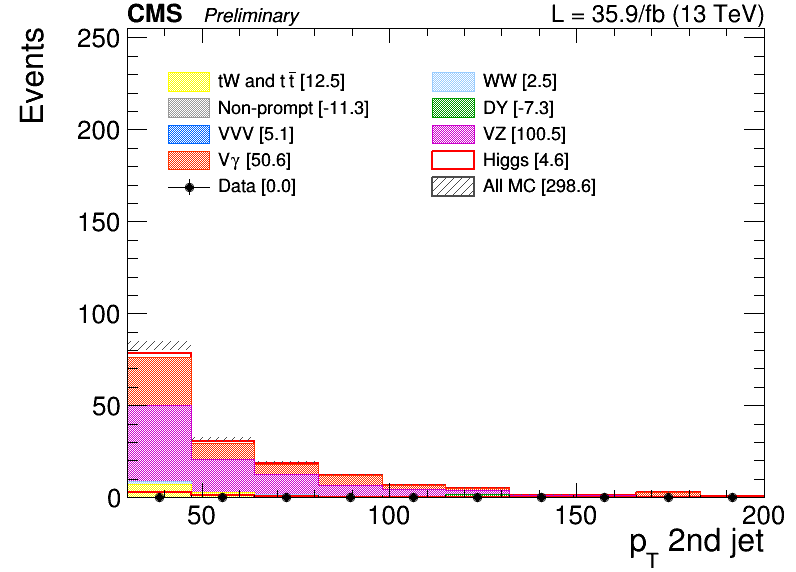 CMS Preliminary L = 35.9/fb (13 TeV)
Events
250
200
150
100
50
0
tW and tt̄ [12.5]
WW [2.5]
Non-prompt [-11.3]
DY [-7.3]
VVV [5.1]
VZ [100.5]
Vγ [50.6]
Higgs [4.6]
Data [0.0]
All MC [298.6]
50 100 150 200
p_T 2nd jet